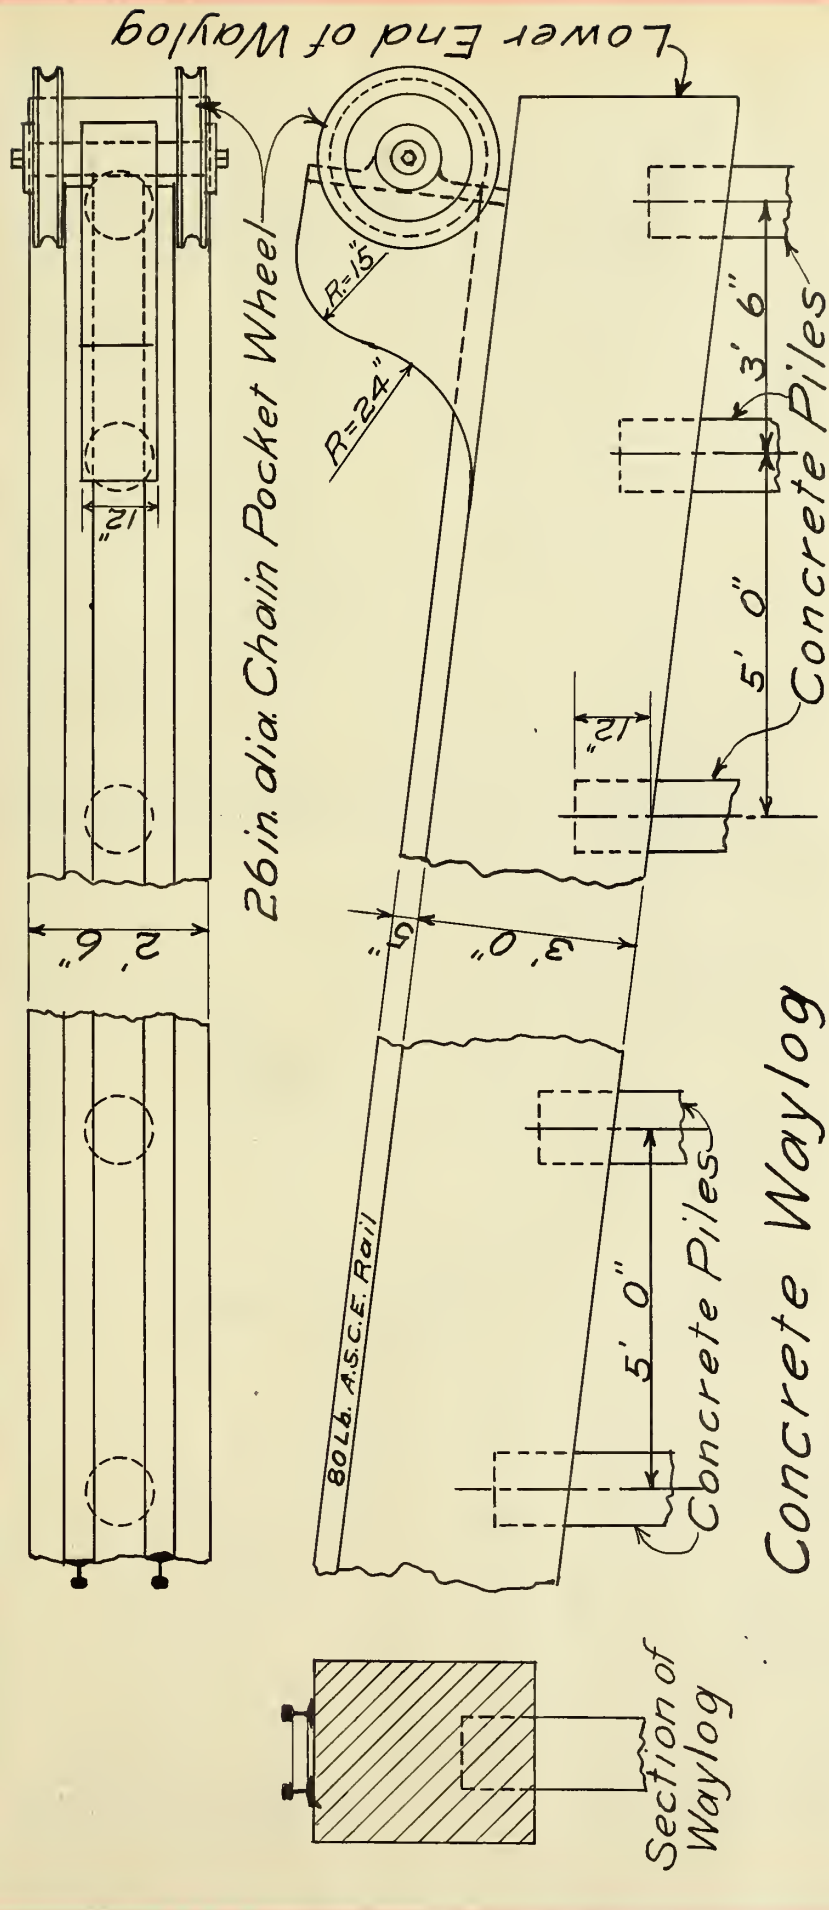 Lower End of Waylog
12"
2' 6"
26 in. dia. Chain Pocket Wheel
R.=15"
R=24"
80 Lb. A.S.C.E. Rail
5"
3' 0"
12"
5' 0"
5' 0"
3' 6"
Concrete Piles
Concrete Piles
Section of
Waylog
Concrete Waylog